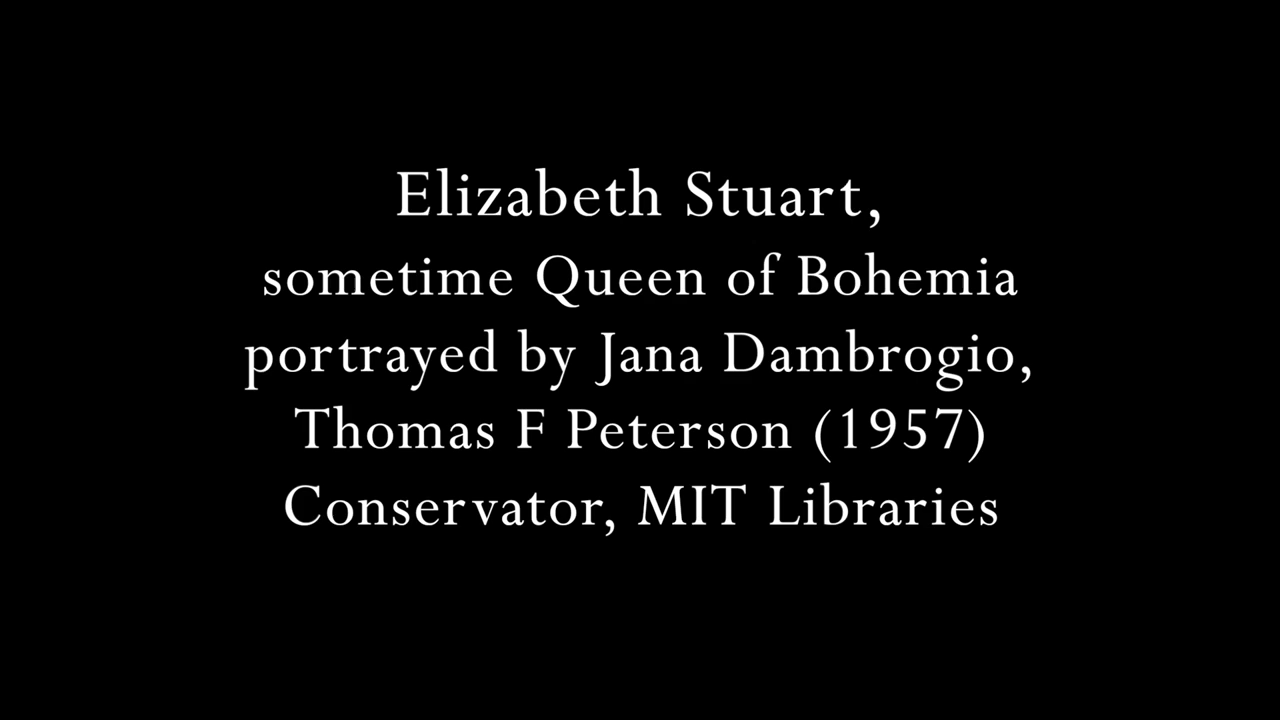 Elizabeth Stuart,
sometime Queen of Bohemia
portrayed by Jana Dambrogio,
Thomas F Peterson (1957)
Conservator, MIT Libraries